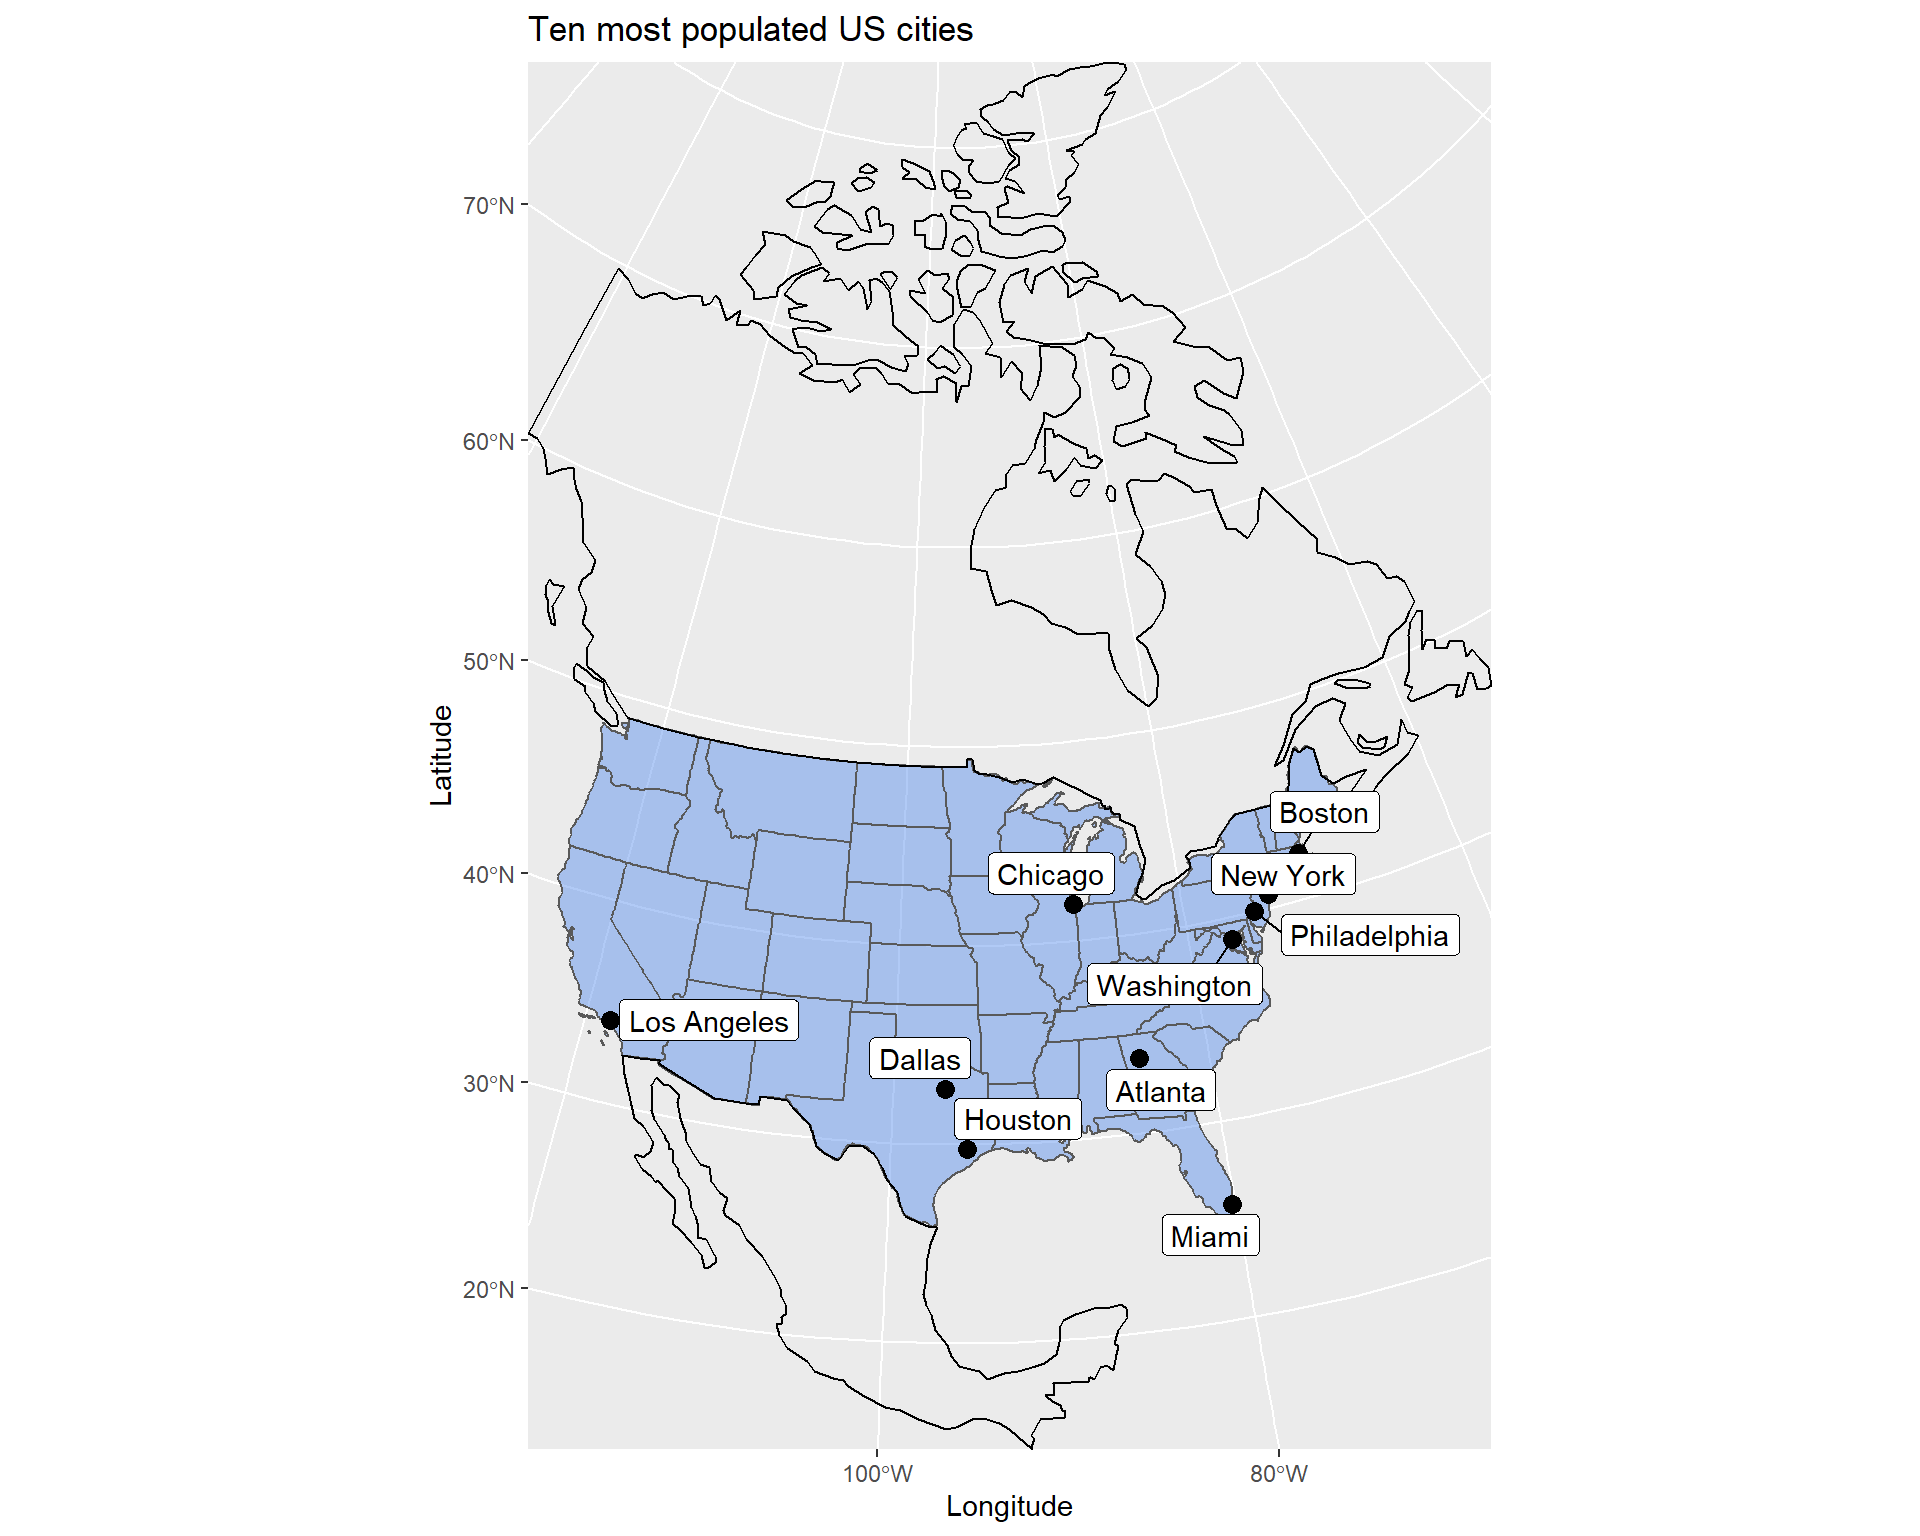 Ten most populated US cities
70°N
60°N
50°N
40°N
30°N
20°N
Latitude
Boston
Chicago
New York
Philadelphia
Washington
Los Angeles
Dallas
Atlanta
Houston
Miami
100°W
80°W
Longitude